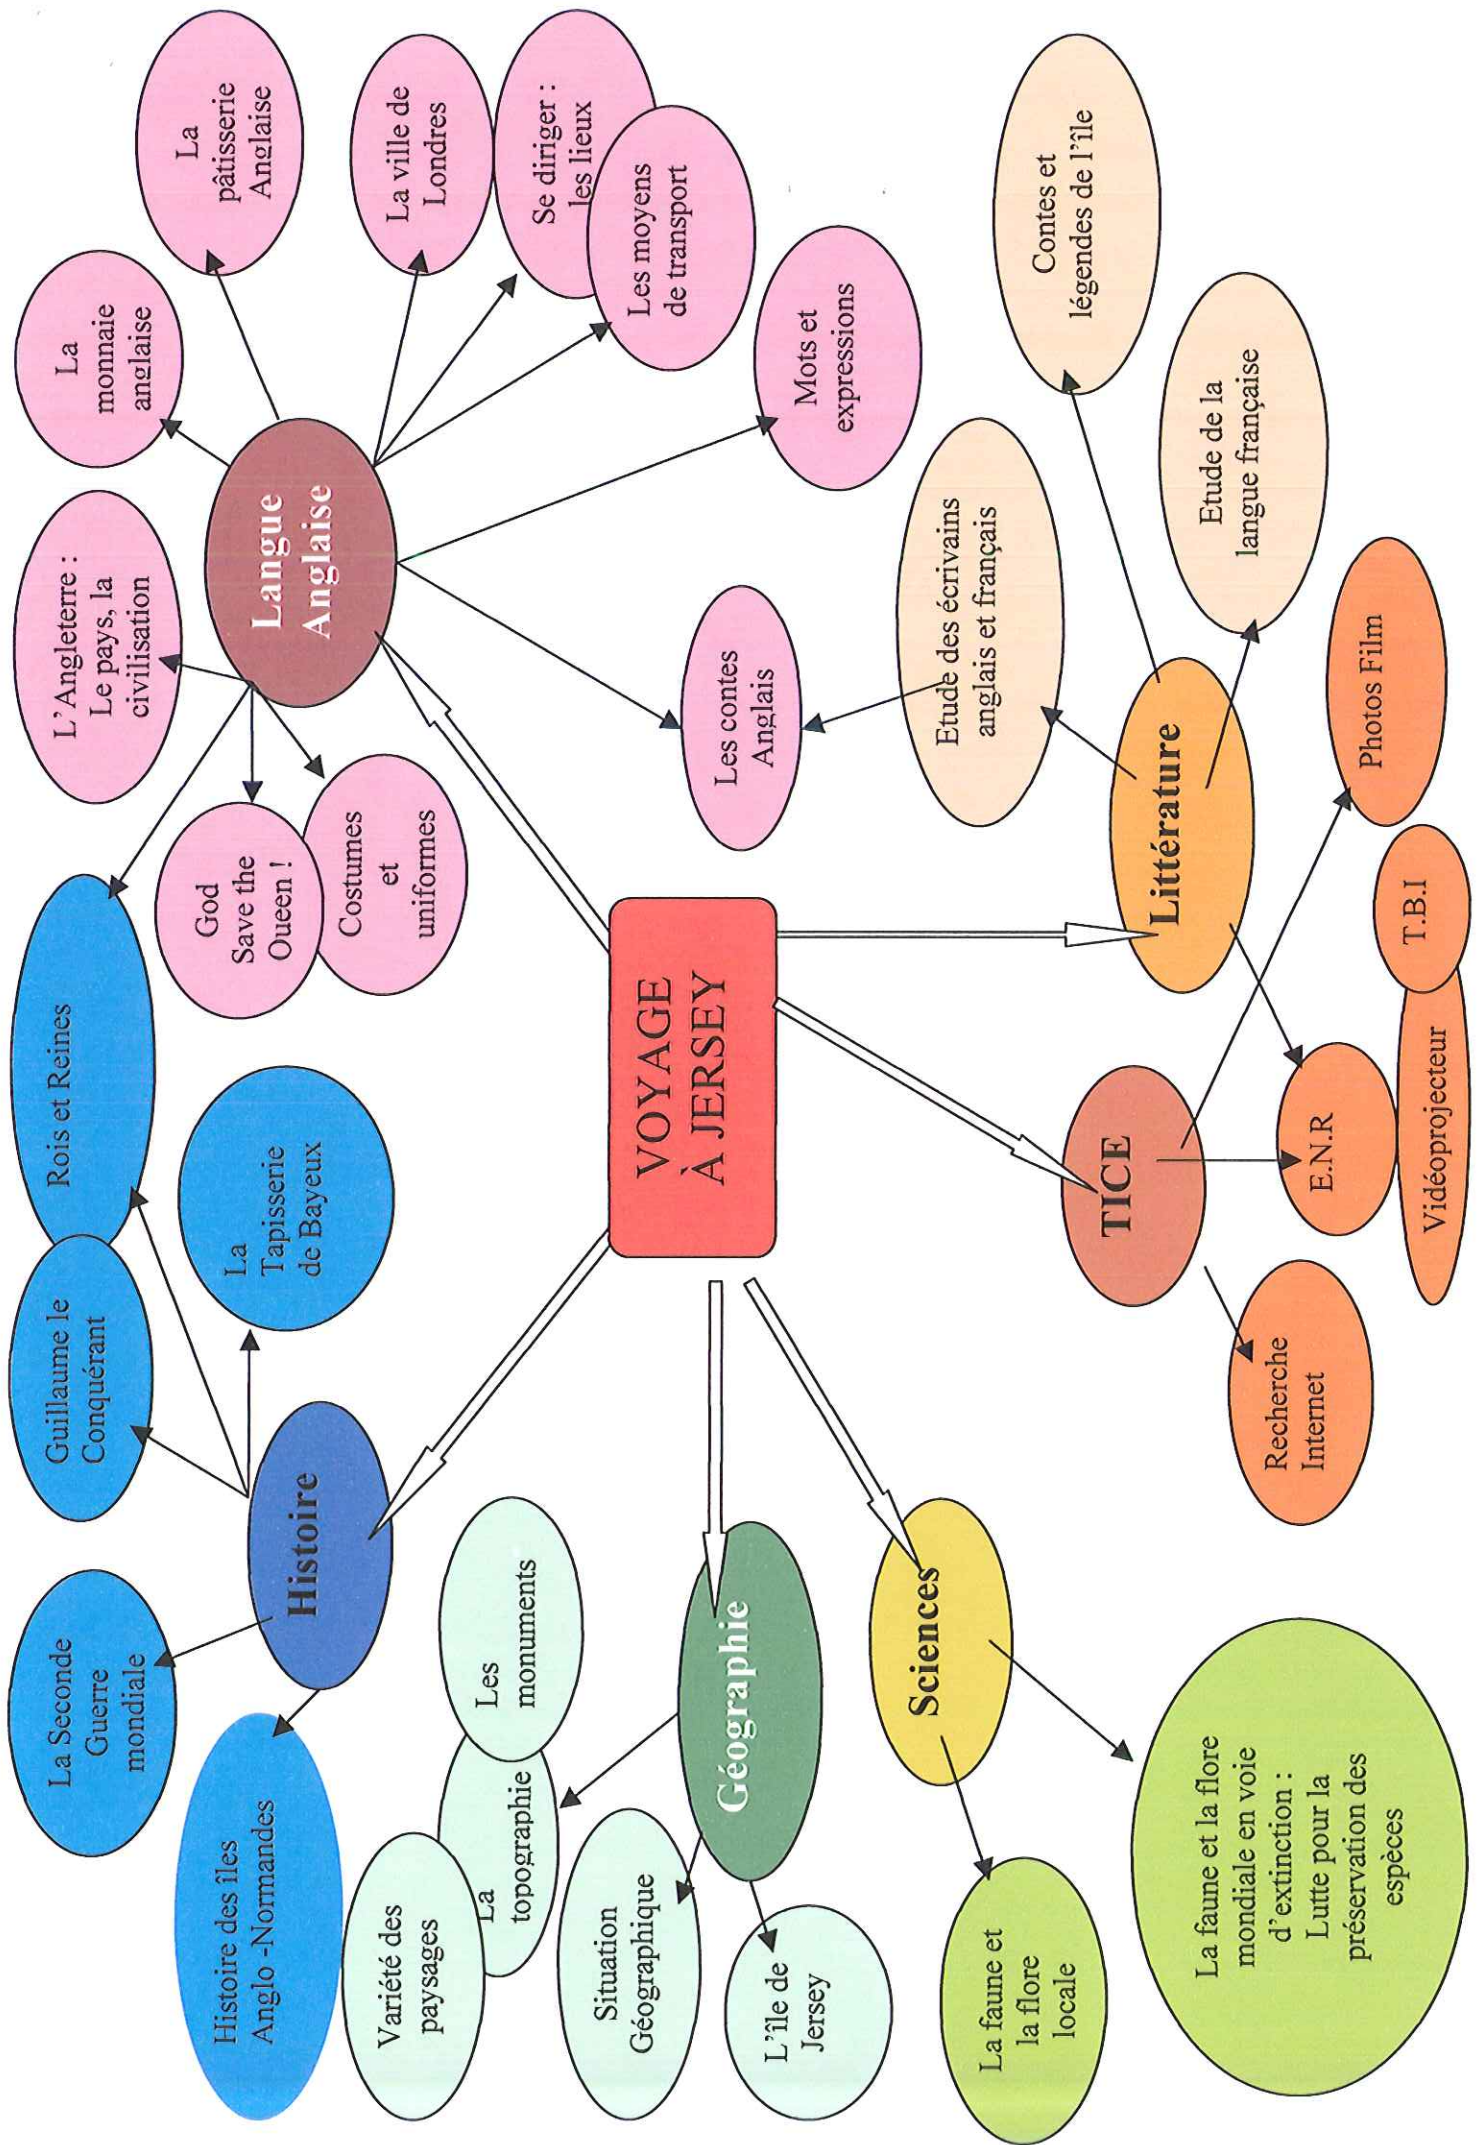 La Seconde
Guerre
mondiale
Guillaume le
Conquérant
Rois et Reines
L'Angleterre :
Le pays, la
civilisation
La
monnaie
anglaise
La
pâtisserie
Anglaise
Histoire des îles
Anglo -Normandes
Histoire
La
Tapisserie
de Bayeux
God
Save the
Queen !
Costumes
et
uniformes
Langue
Anglaise
La ville de
Londres
Se diriger :
les lieux
Les moyens
de transport
Variété des
paysages
La
topographie
Les
monuments
Situation
Géographique
L'île de
Jersey
Géographie
VOYAGE
À JERSEY
Les contes
Anglais
Mots et
expressions
Sciences
La faune et
la flore
locale
La faune et la flore
mondiale en voie
d'extinction :
Lutte pour la
préservation des
espèces
TICE
Recherche
Internet
E.N.R
Vidéoprojecteur
T.B.I
Photos Film
Littérature
Etude des écrivains
anglais et français
Contes et
légendes de l'île
Etude de la
langue française